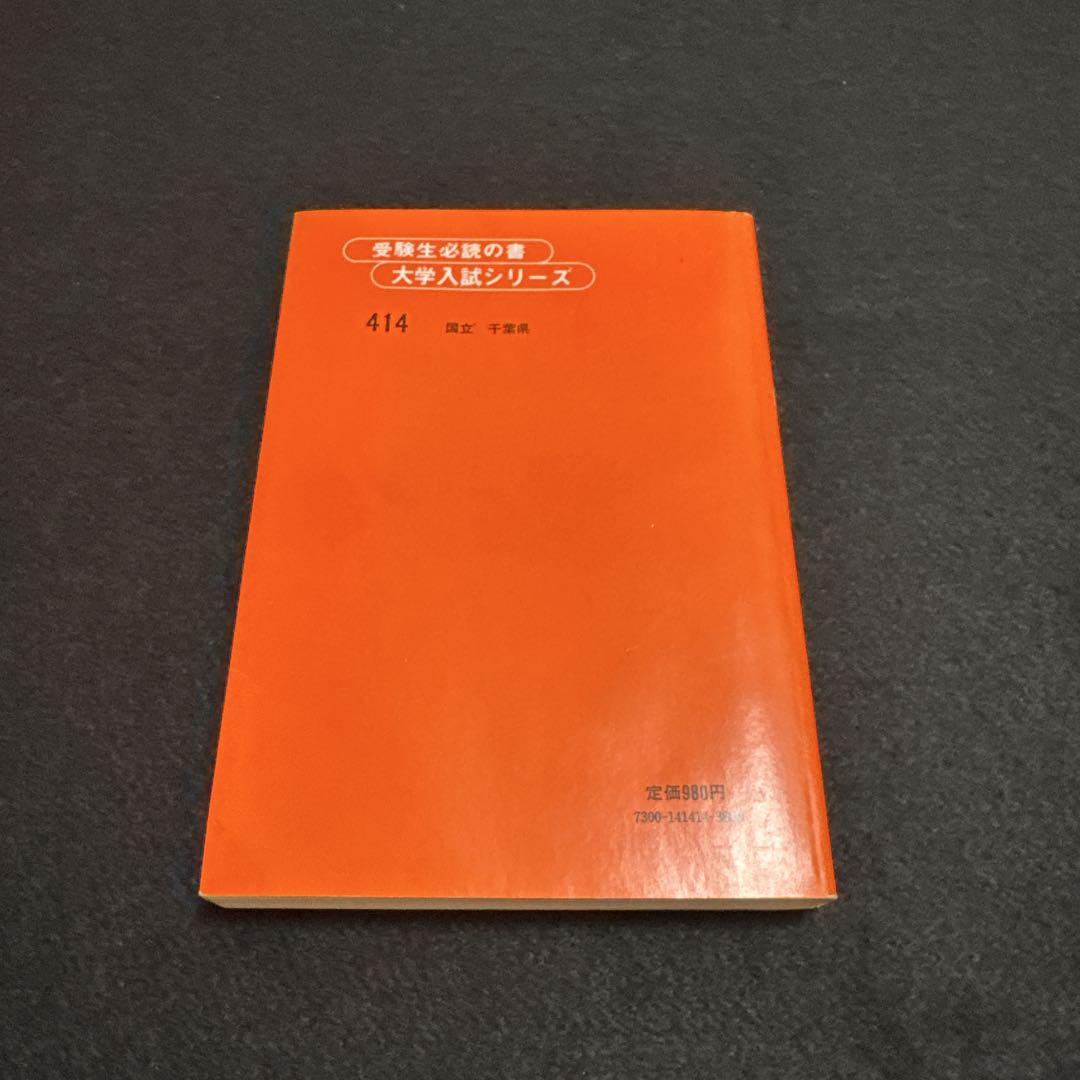 受験生必読の書
大学入試シリーズ
414 国立 千葉県
定価980円